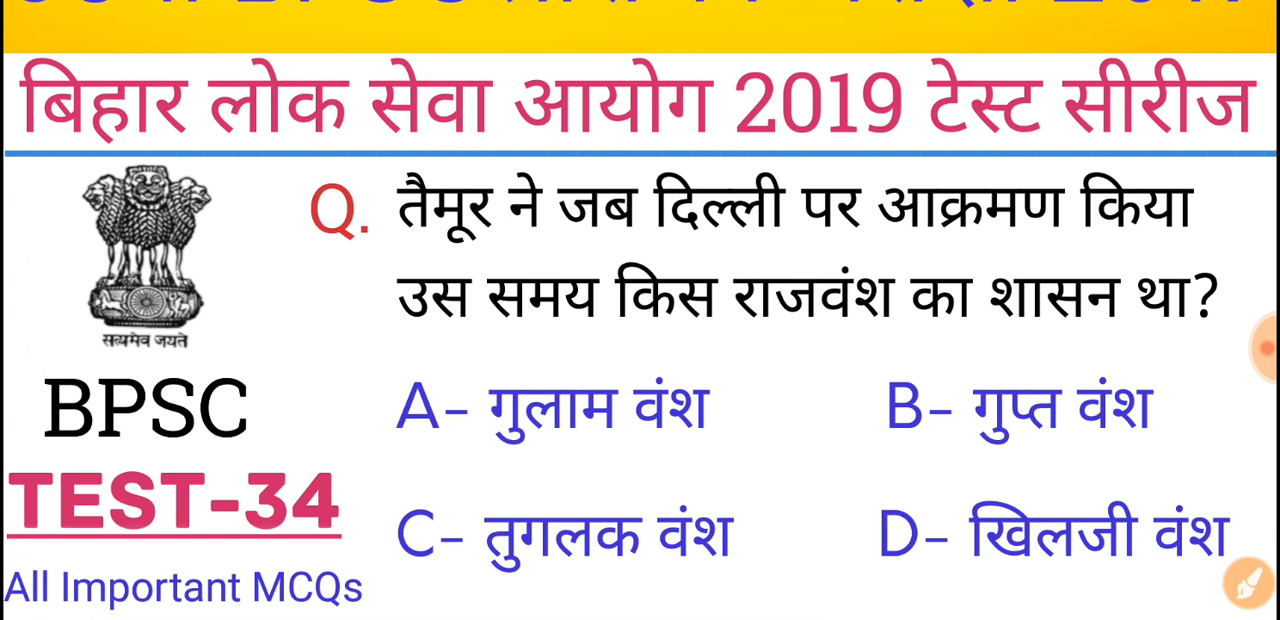 बिहार लोक सेवा आयोग 2019 टेस्ट सीरीज
Q. तैमूर ने जब दिल्ली पर आक्रमण किया
उस समय किस राजवंश का शासन था?
सत्यमेव जयते
BPSC
A- गुलाम वंश
B- गुप्त वंश
TEST-34
C- तुगलक वंश
D- खिलजी वंश
All Important MCQs